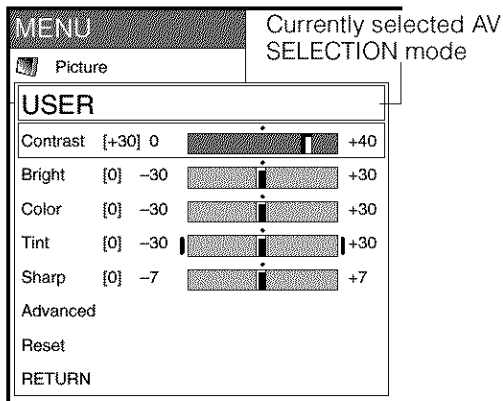 MENU
Currently selected AV
SELECTION mode
Picture
USER
Contrast [+30] 0 +40
Bright [0] –30 +30
Color [0] –30 +30
Tint [0] –30 +30
Sharp [0] –7 +7
Advanced
Reset
RETURN